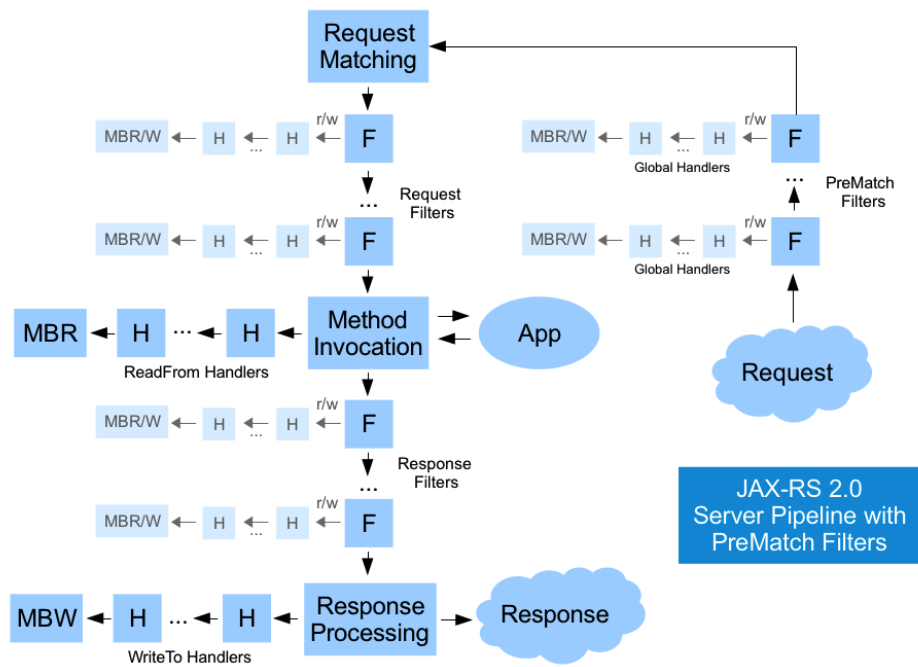 Request
Matching
MBR/W
H
...
H
r/w
F
MBR/W
H
...
H
r/w
F
Global Handlers
...
Request
Filters
...
PreMatch
Filters
MBR/W
H
...
H
r/w
F
MBR/W
H
...
H
r/w
F
Global Handlers
MBR
H
...
H
Method
Invocation
App
ReadFrom Handlers
Request
MBR/W
H
...
H
r/w
F
...
Response
Filters
MBR/W
H
...
H
r/w
F
JAX-RS 2.0
Server Pipeline with
PreMatch Filters
MBW
H
...
H
Response
Processing
Response
WriteTo Handlers